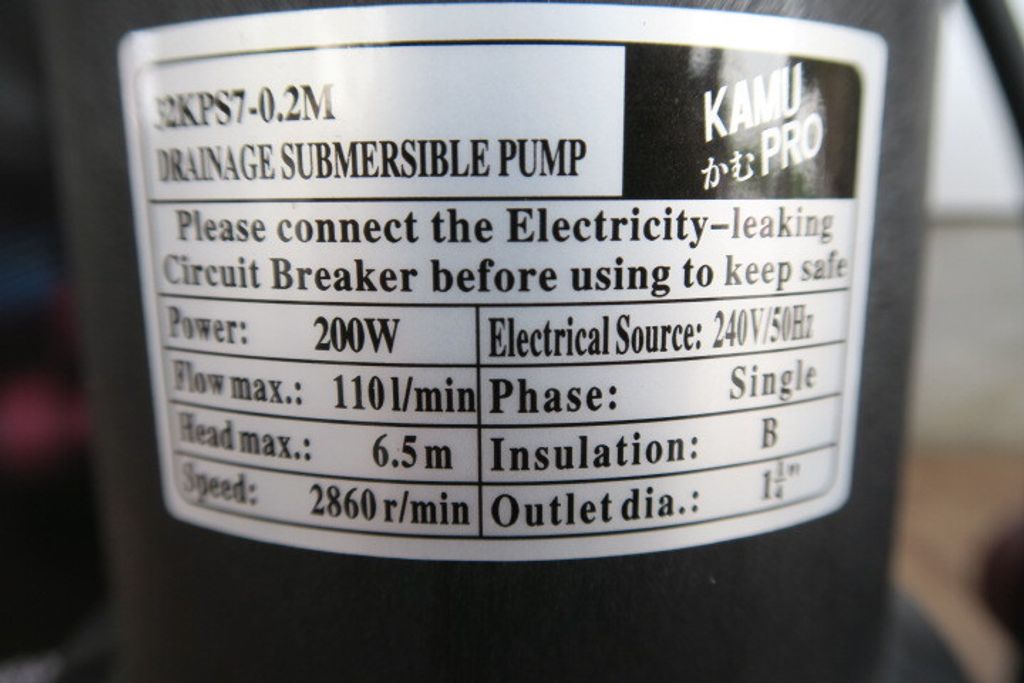 32KPS7-0.2M
DRAINAGE SUBMERSIBLE PUMP
KAMU
かむ PRO
Please connect the Electricity-leaking
Circuit Breaker before using to keep safe
Power: 200W
Electrical Source: 240V/50Hz
Flow max.: 110 l/min
Phase: Single
Head max.: 6.5m
Insulation: B
Speed: 2860 r/min
Outlet dia.: 1¼"